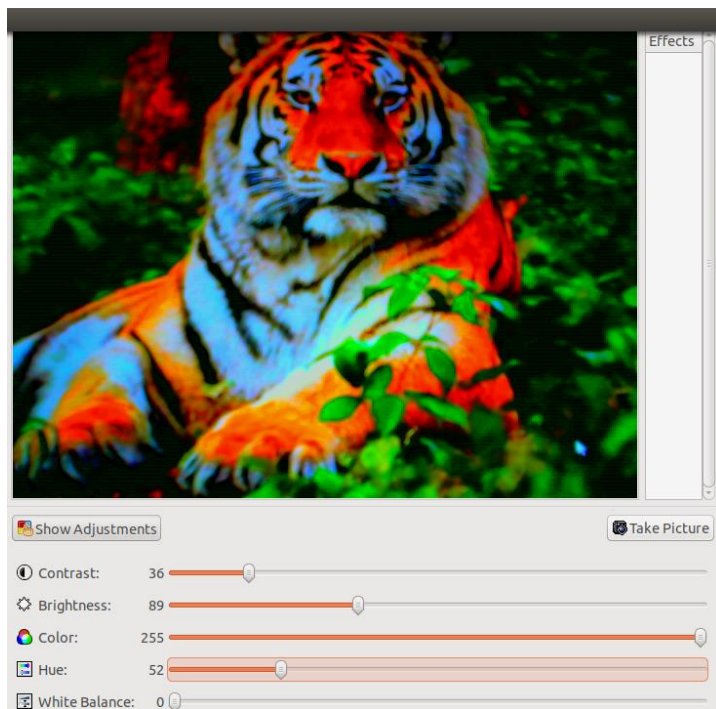 Effects
Show Adjustments
Take Picture
Contrast: 36
Brightness: 89
Color: 255
Hue: 52
White Balance: 0